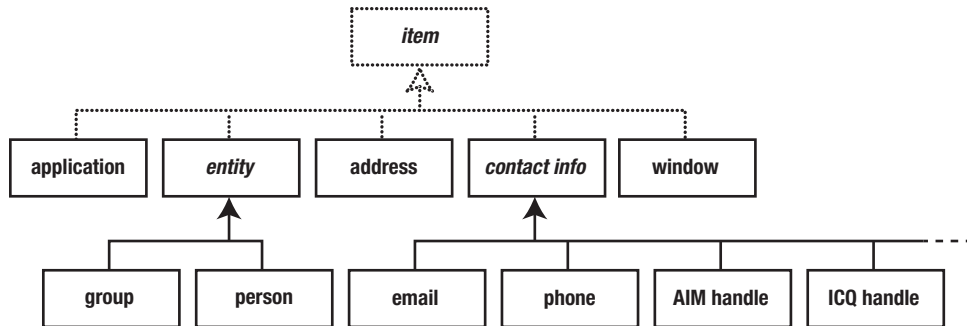 item
application entity address contact info window
group person email phone AIM handle ICQ handle